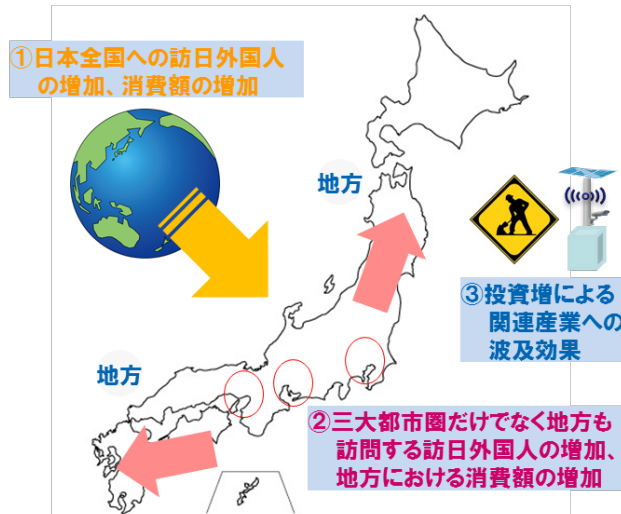 ①日本全国への訪日外国人
の増加、消費額の増加
地方
③投資増による
関連産業への
波及効果
地方
②三大都市圏だけでなく地方も
訪問する訪日外国人の増加、
地方における消費額の増加